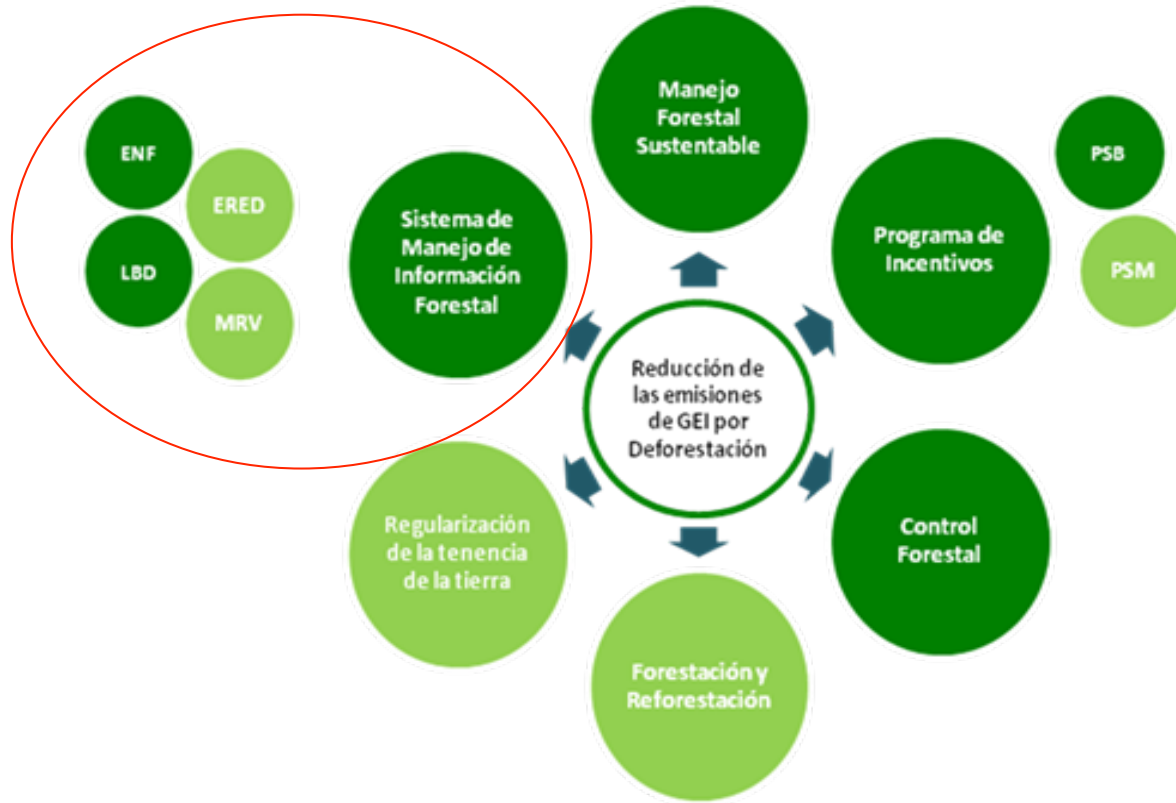 Manejo
Forestal
Sustentable
ENF
ERED
LBD
MRV
Sistema de
Manejo de
Información
Forestal
Programa de
Incentivos
PSB
PSM
Reducción de
las emisiones
de GEI por
Deforestación
Regularización
de la tenencia
de la tierra
Control
Forestal
Forestación y
Reforestación